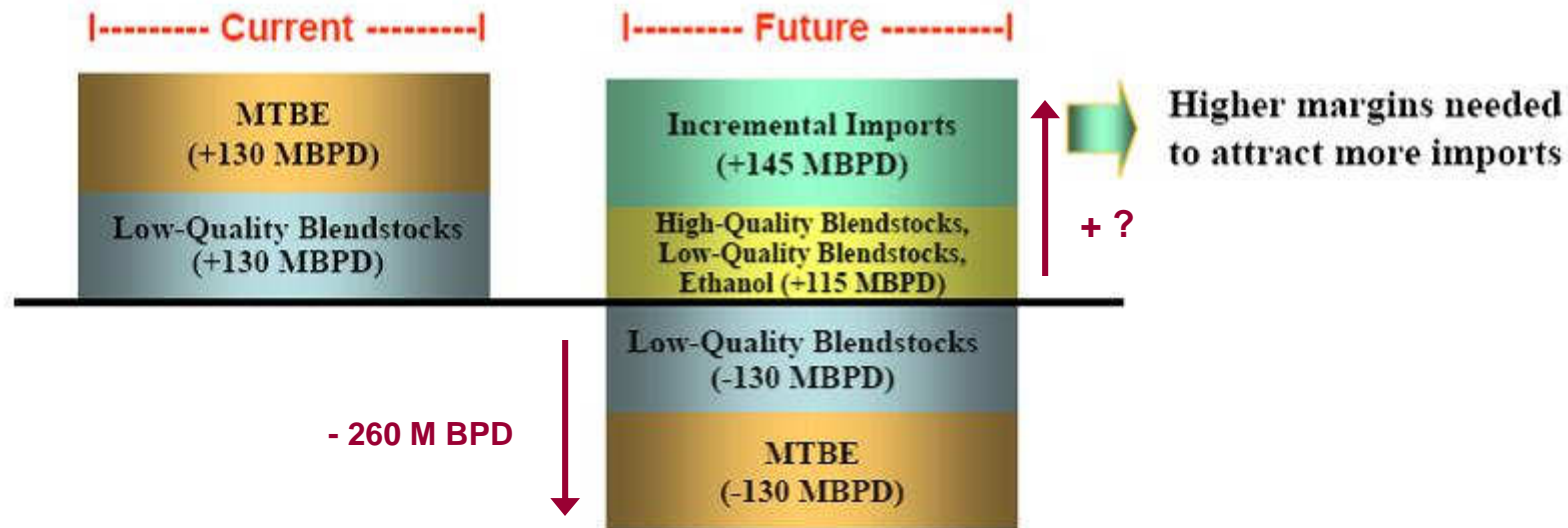 |--------- Current ---------|
MTBE
(+130 MBPD)
Low-Quality Blendstocks
(+130 MBPD)
|--------- Future ----------|
Incremental Imports
(+145 MBPD)
High-Quality Blendstocks,
Low-Quality Blendstocks,
Ethanol (+115 MBPD)
Low-Quality Blendstocks
(-130 MBPD)
MTBE
(-130 MBPD)
Higher margins needed
to attract more imports
+ ?
- 260 M BPD